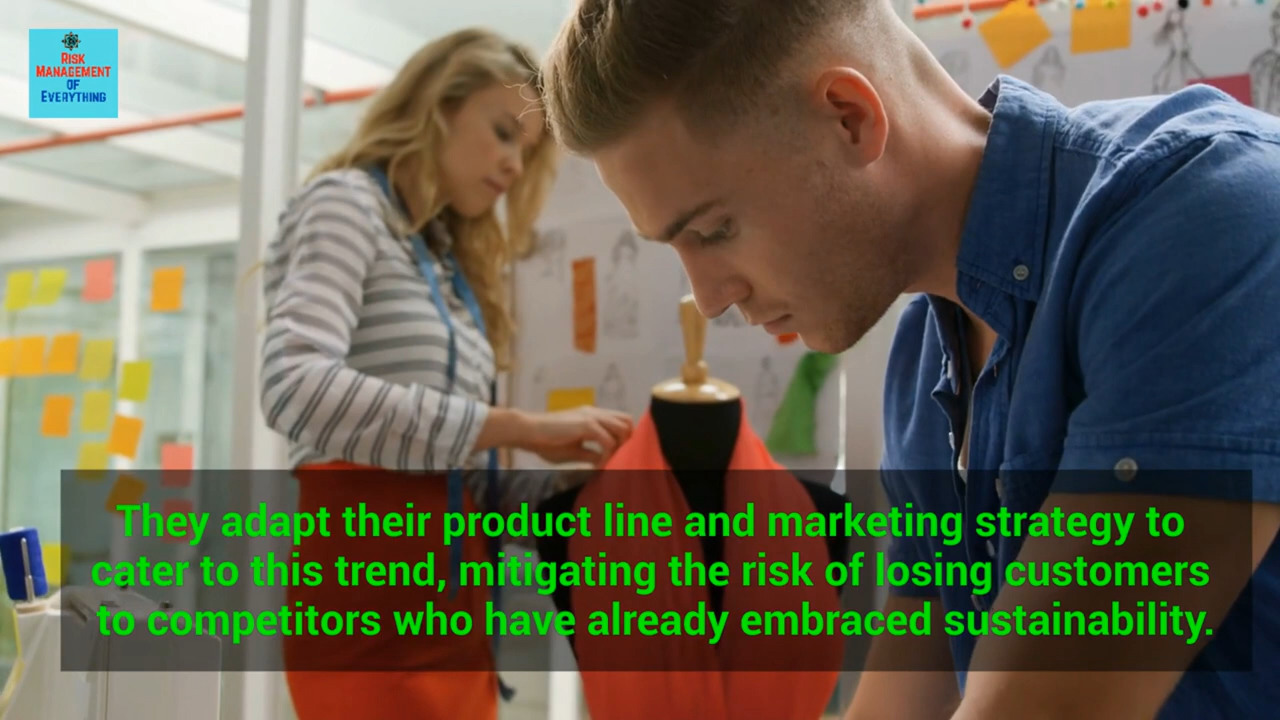 Risk
Management
of
Everything
They adapt their product line and marketing strategy to
cater to this trend, mitigating the risk of losing customers
to competitors who have already embraced sustainability.